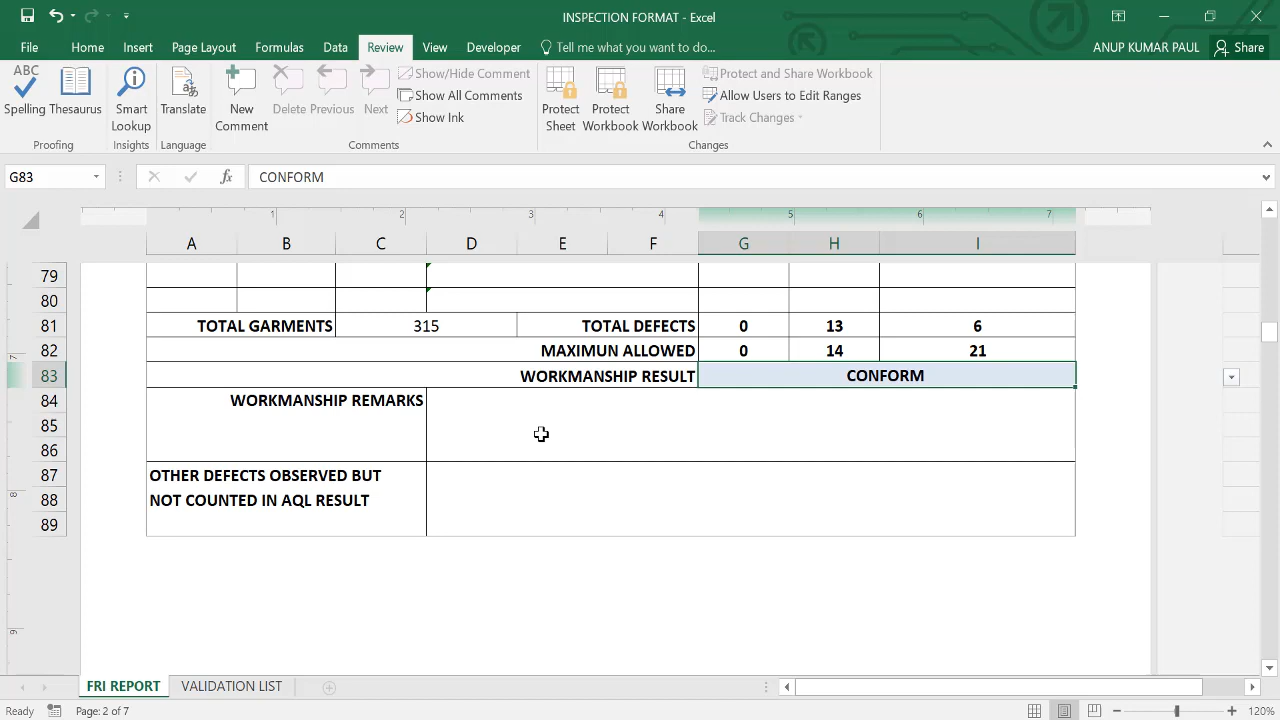 INSPECTION FORMAT - Excel
File Home Insert Page Layout Formulas Data Review View Developer Tell me what you want to do... ANUP KUMAR PAUL Share
ABC
Spelling Thesaurus Smart Lookup Translate New Comment Delete Previous Next
Show/Hide Comment
Show All Comments
Show Ink
Protect Sheet Protect Workbook Share Workbook
Protect and Share Workbook
Allow Users to Edit Ranges
Track Changes
Proofing Insights Language Comments Changes
G83 fx CONFORM
1 2 3 4 5 6 7
A B C D E F G H I
79
80
81 TOTAL GARMENTS 315 TOTAL DEFECTS 0 13 6
82 MAXIMUN ALLOWED 0 14 21
83 WORKMANSHIP RESULT CONFORM
84 WORKMANSHIP REMARKS
85
86
87 OTHER DEFECTS OBSERVED BUT
88 NOT COUNTED IN AQL RESULT
89
7
8
9
FRI REPORT VALIDATION LIST
Ready Page: 2 of 7 120%